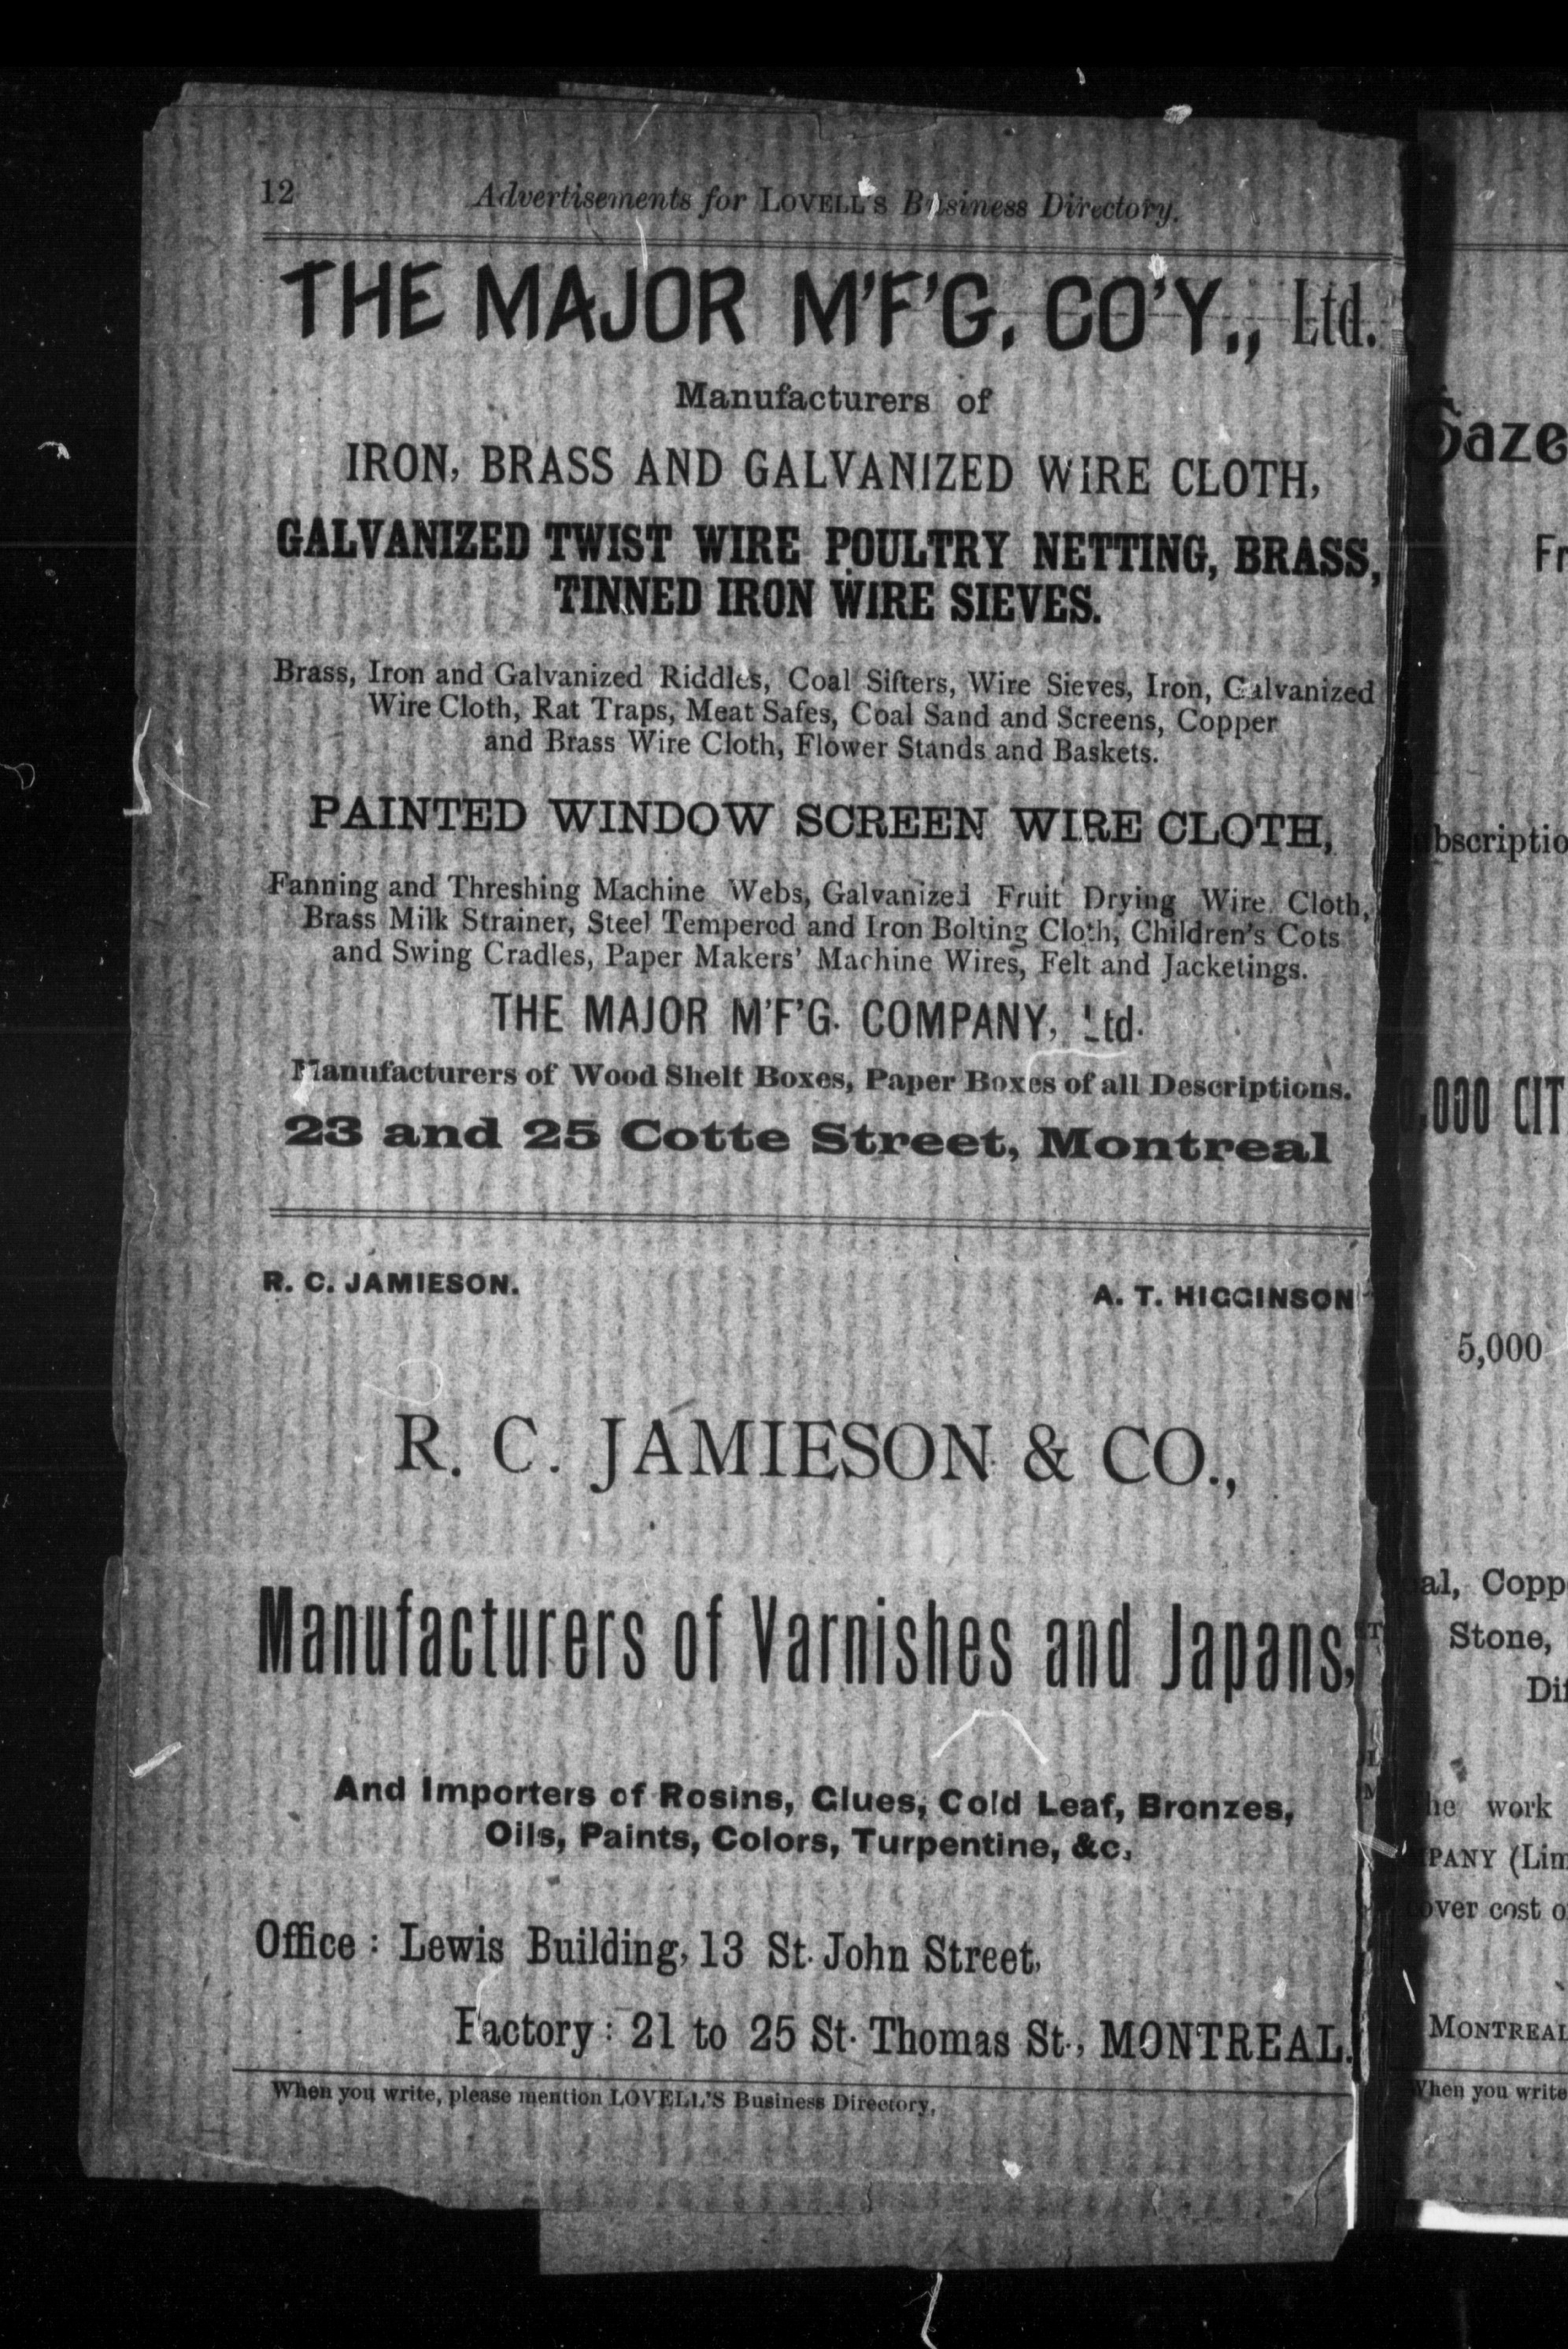 12 Advertisements for LOVELL'S Business Directory.
THE MAJOR M'F'G. CO'Y., Ltd.
Manufacturers of
IRON, BRASS AND GALVANIZED WIRE CLOTH,
GALVANIZED TWIST WIRE POULTRY NETTING, BRASS,
TINNED IRON WIRE SIEVES.
Brass, Iron and Galvanized Riddles, Coal Sifters, Wire Sieves, Iron, Galvanized
Wire Cloth, Rat Traps, Meat Safes, Coal Sand and Screens, Copper
and Brass Wire Cloth, Flower Stands and Baskets.
PAINTED WINDOW SCREEN WIRE CLOTH,
Fanning and Threshing Machine Webs, Galvanized Fruit Drying Wire Cloth,
Brass Milk Strainer, Steel Tempered and Iron Bolting Cloth, Children's Cots
and Swing Cradles, Paper Makers' Machine Wires, Felt and Jacketings.
THE MAJOR M'F'G. COMPANY, Ltd.
Manufacturers of Wood Shelf Boxes, Paper Boxes of all Descriptions.
23 and 25 Cotte Street, Montreal
R. C. JAMIESON. A. T. HIGGINSON
R. C. JAMIESON & CO.,
Manufacturers of Varnishes and Japans,
And Importers of Rosins, Glues, Gold Leaf, Bronzes,
Oils, Paints, Colors, Turpentine, &c,
Office : Lewis Building, 13 St. John Street,
Factory : 21 to 25 St. Thomas St., MONTREAL.
When you write, please mention LOVELL'S Business Directory,
5,000
Stone,
work
(Lim
cost
MONTREAL
When you write